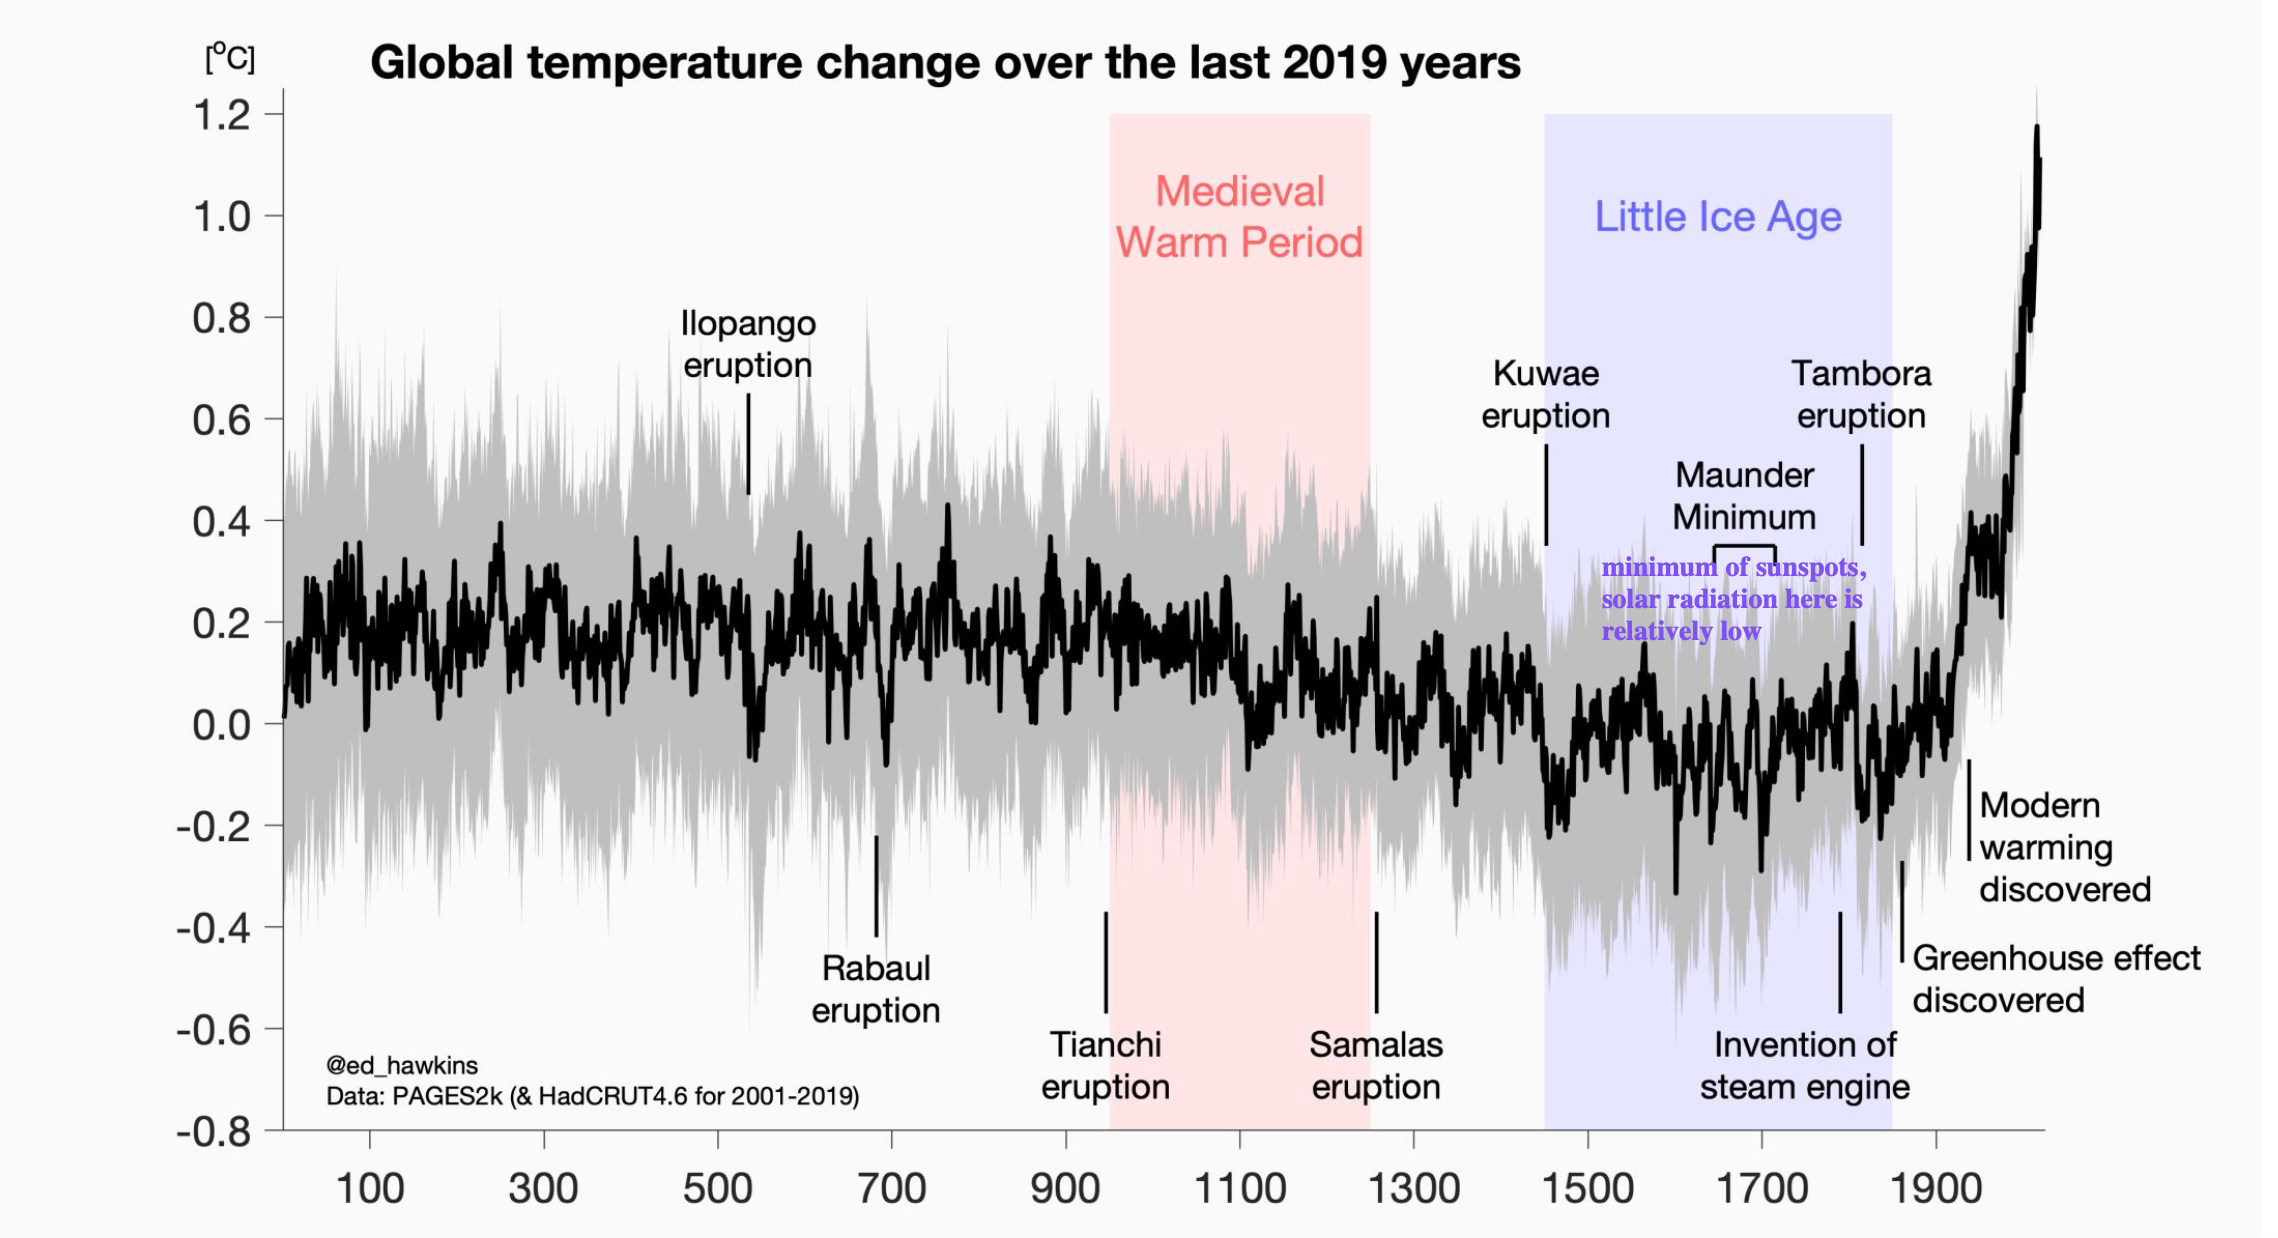 [°C]
Global temperature change over the last 2019 years
1.2
1.0
0.8
0.6
0.4
0.2
0.0
-0.2
-0.4
-0.6
-0.8
Medieval
Warm Period
Little Ice Age
Ilopango
eruption
Kuwae
eruption
Tambora
eruption
Maunder
Minimum
minimum of sunspots,
solar radiation here is
relatively low
Rabaul
eruption
Tianchi
eruption
Samalas
eruption
Invention of
steam engine
Modern
warming
discovered
Greenhouse effect
discovered
@ed_hawkins
Data: PAGES2k (& HadCRUT4.6 for 2001-2019)
100 300 500 700 900 1100 1300 1500 1700 1900